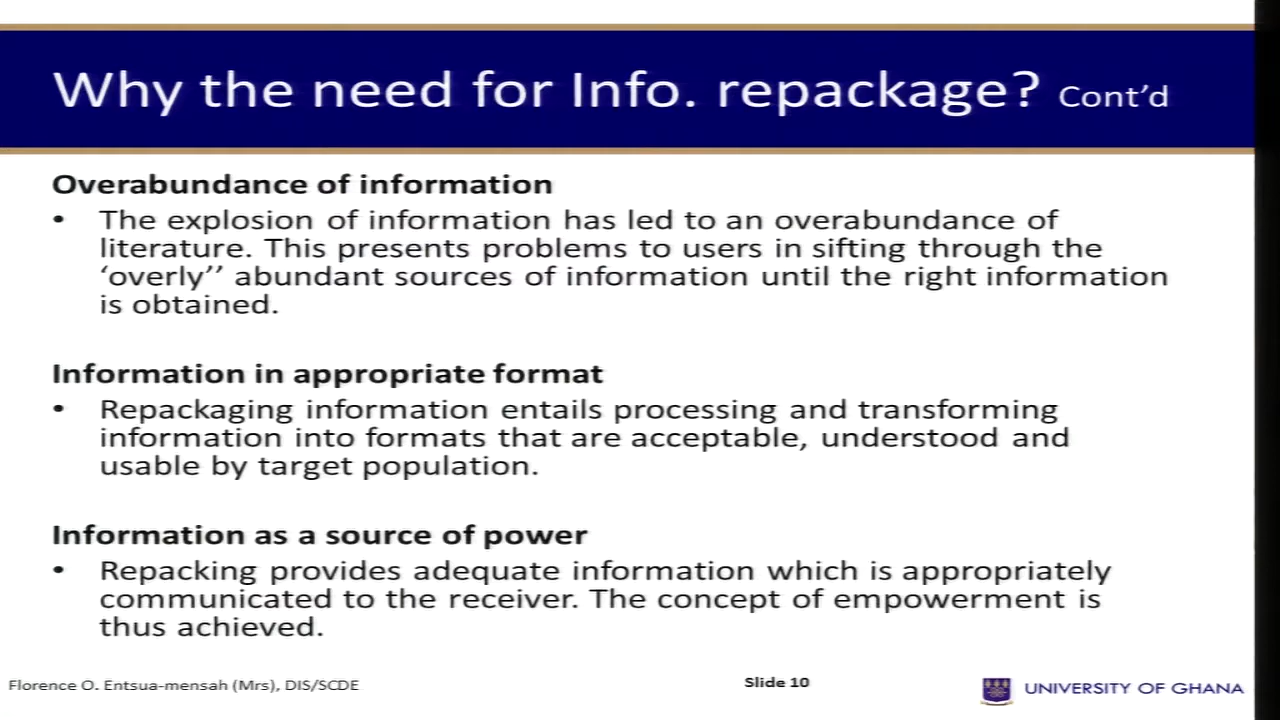 Why the need for Info. repackage? Cont’d
Overabundance of information
• The explosion of information has led to an overabundance of
literature. This presents problems to users in sifting through the
‘overly’’ abundant sources of information until the right information
is obtained.
Information in appropriate format
• Repackaging information entails processing and transforming
information into formats that are acceptable, understood and
usable by target population.
Information as a source of power
• Repacking provides adequate information which is appropriately
communicated to the receiver. The concept of empowerment is
thus achieved.
Florence O. Entsua-mensah (Mrs), DIS/SCDE
Slide 10
UNIVERSITY OF GHANA